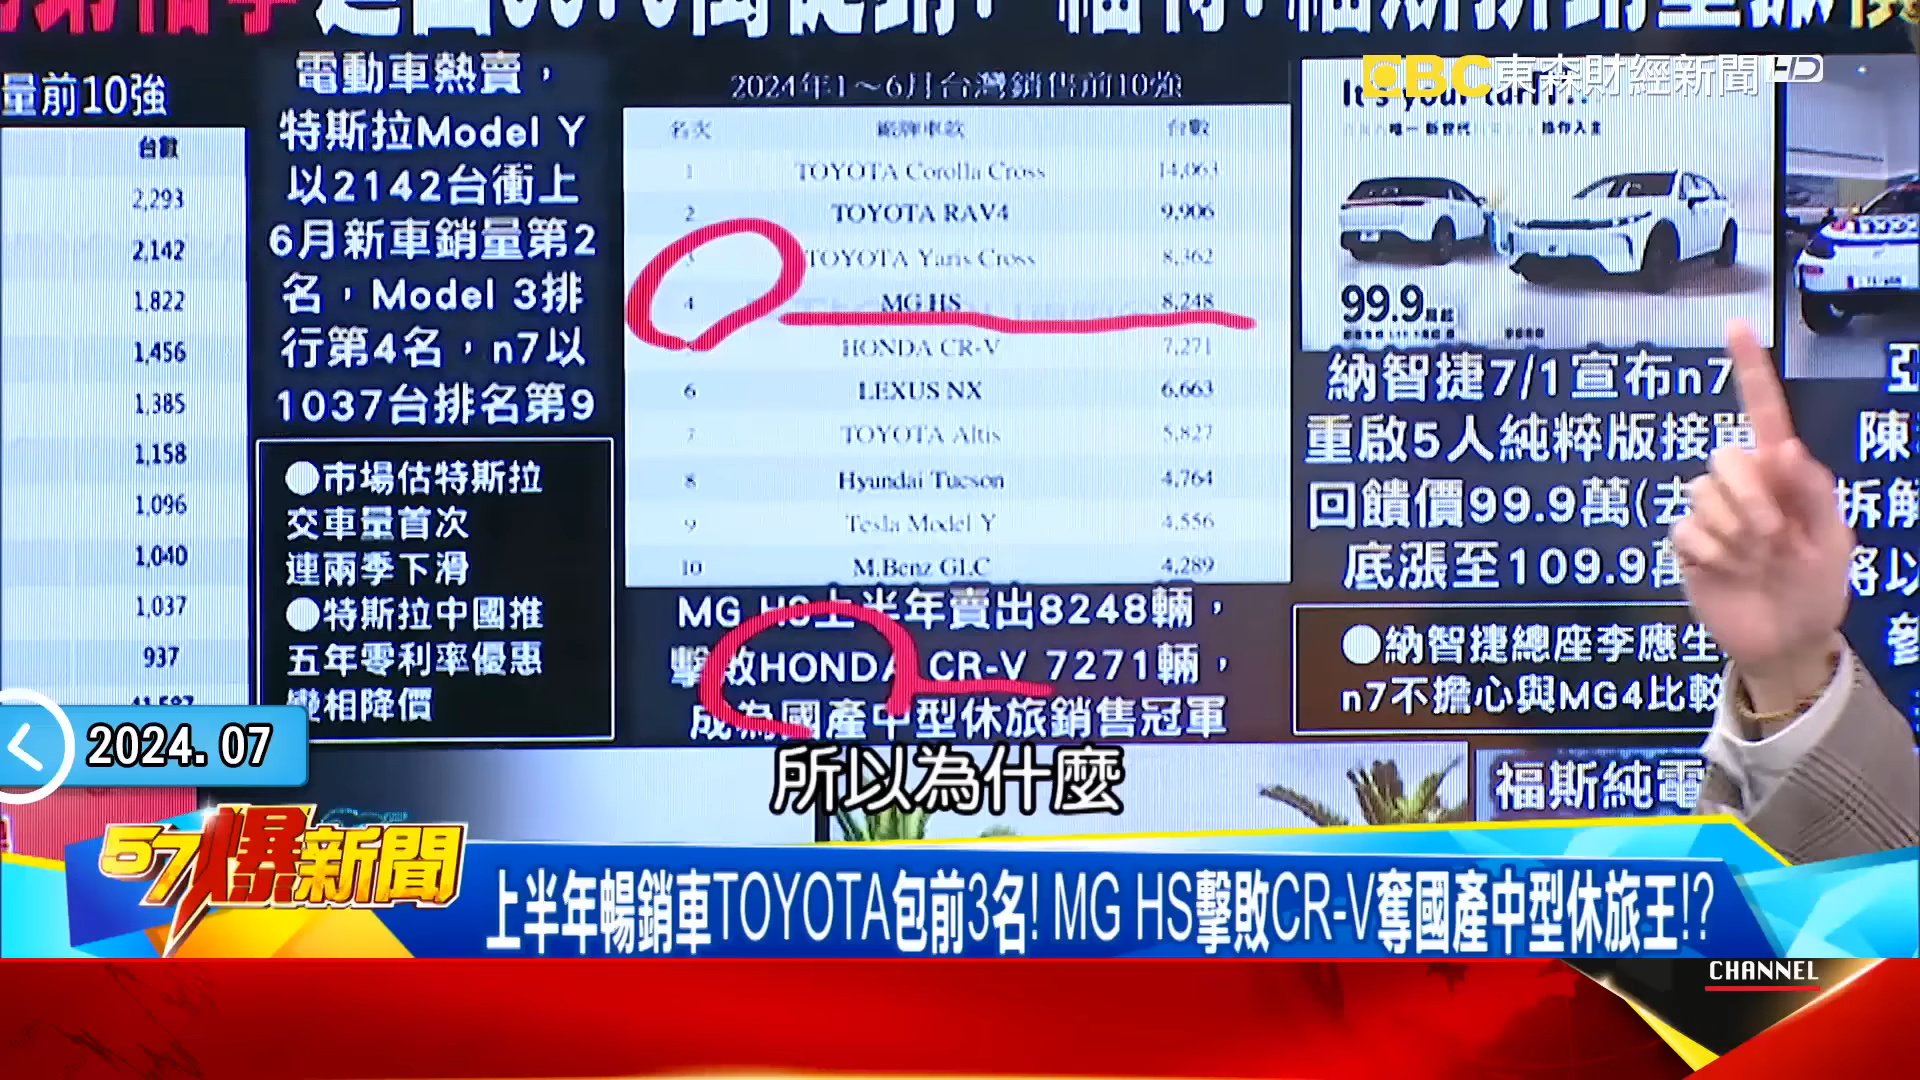 量前10強
台數
2,293
2,142
1,822
1,456
1,385
1,158
1,096
1,040
1,037
937
電動車熱賣，
特斯拉Model Y
以2142台衝上
6月新車銷量第2
名，Model 3排
行第4名，n7以
1037台排名第9
●市場估特斯拉
交車量首次
連兩季下滑
●特斯拉中國推
五年零利率優惠
變相降價
2024年1～6月台灣銷售前10強
名次 廠牌車款 台數
1 TOYOTA Corolla Cross 14,063
2 TOYOTA RAV4 9,906
3 TOYOTA Yaris Cross 8,362
4 MG HS 8,248
5 HONDA CR-V 7,271
6 LEXUS NX 6,663
7 TOYOTA Altis 5,827
8 Hyundai Tucson 4,764
9 Tesla Model Y 4,556
10 M.Benz GLC 4,289
MG HS上半年賣出8248輛，
擊敗HONDA CR-V 7271輛，
成為國產中型休旅銷售冠軍
EBC東森財經新聞HD
It's your turn!
99.9萬起
納智捷7/1宣布n7
重啟5人純粹版接單
回饋價99.9萬(去
底漲至109.9萬
●納智捷總座李應生
n7不擔心與MG4比較
亞
陳
拆解
將以
福斯純電
2024.07
所以為什麼
57爆新聞
上半年暢銷車TOYOTA包前3名! MG HS擊敗CR-V奪國產中型休旅王!?
CHANNEL